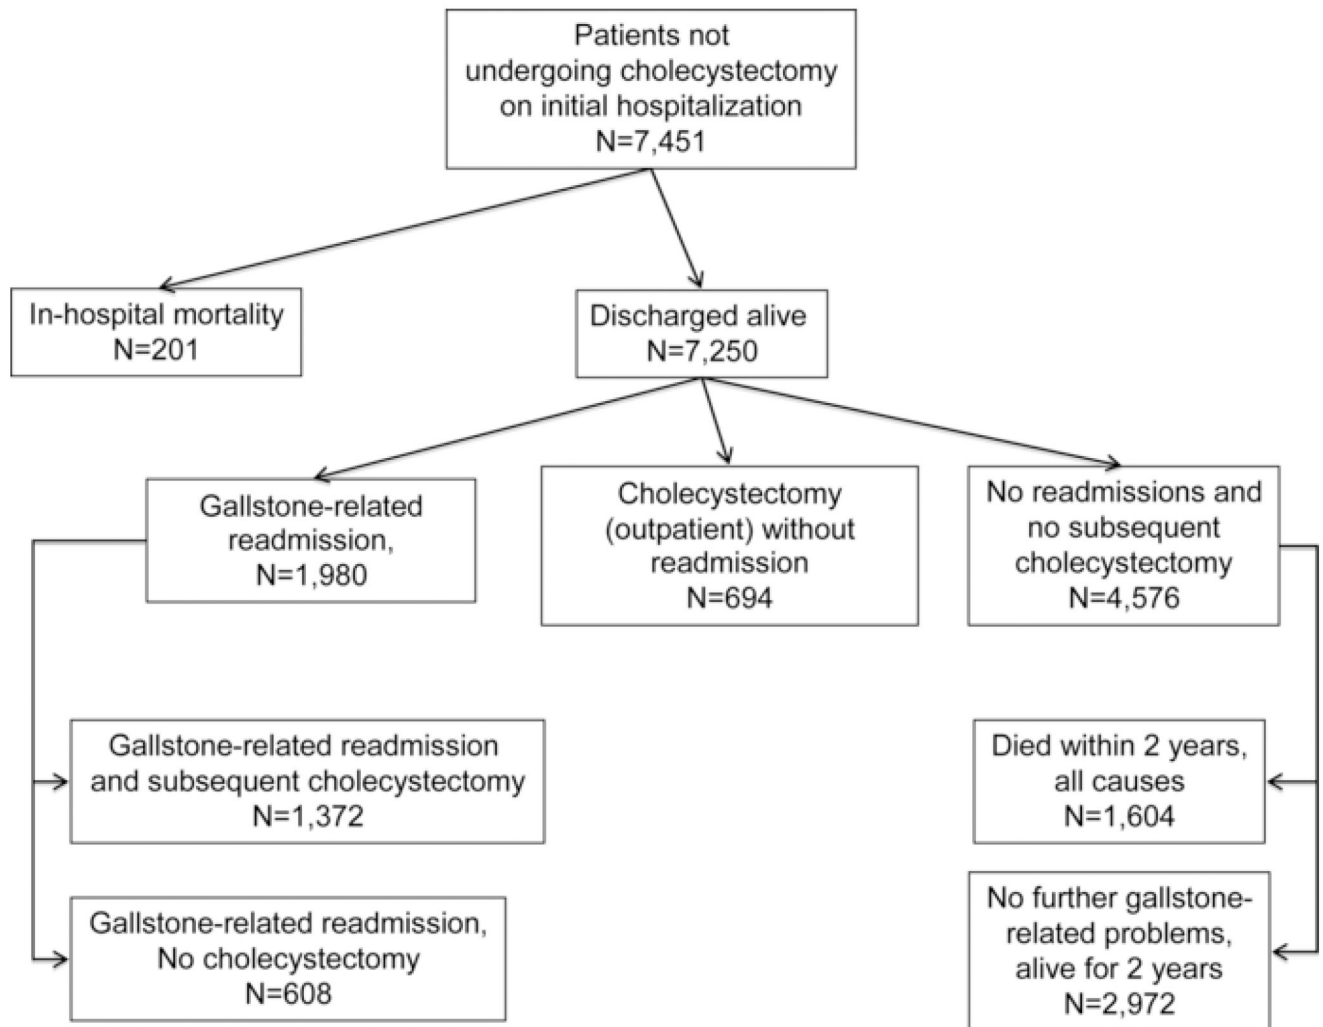 Patients not
undergoing cholecystectomy
on initial hospitalization
N=7,451
In-hospital mortality
N=201
Discharged alive
N=7,250
Gallstone-related
readmission,
N=1,980
Cholecystectomy
(outpatient) without
readmission
N=694
No readmissions and
no subsequent
cholecystectomy
N=4,576
Gallstone-related readmission
and subsequent cholecystectomy
N=1,372
Died within 2 years,
all causes
N=1,604
Gallstone-related readmission,
No cholecystectomy
N=608
No further gallstone-
related problems,
alive for 2 years
N=2,972